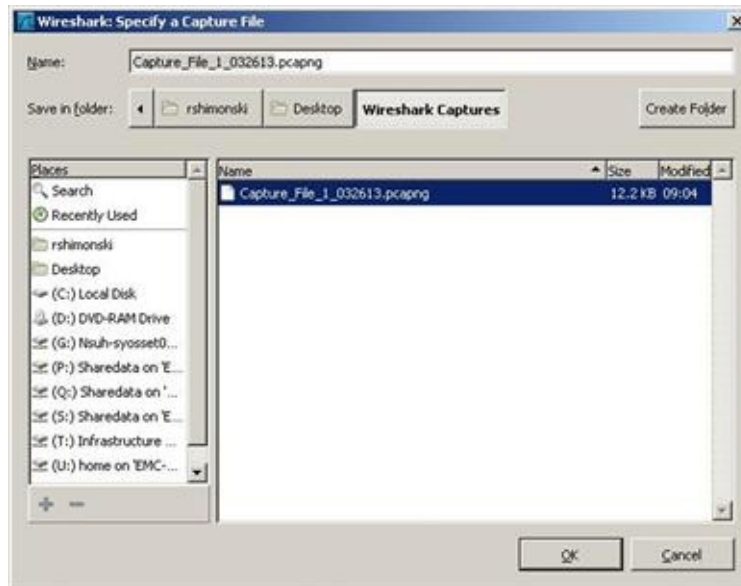 Wireshark: Specify a Capture File
Name: Capture_File_1_032613.pcapng
Save in folder: rshimonski Desktop Wireshark Captures Create Folder
Places
Search
Recently Used
rshimonski
Desktop
(C:) Local Disk
(D:) DVD-RAM Drive
(G:) Nsuh-syosset0...
(P:) Sharedata on 'E...
(Q:) Sharedata on '...
(S:) Sharedata on 'E...
(T:) Infrastructure ...
(U:) home on 'EMC-...
Name Size Modified
Capture_File_1_032613.pcapng 12.2 KB 09:04
OK Cancel